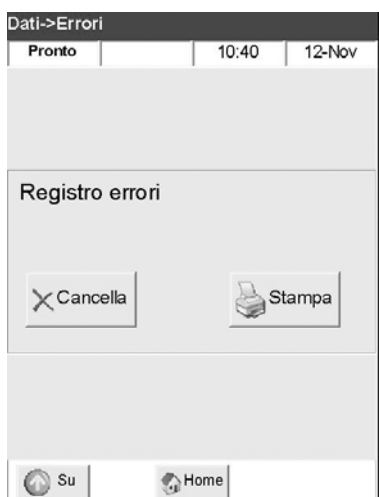 Dati->Errori
Pronto 10:40 12-Nov
Registro errori
Cancella Stampa
Su Home